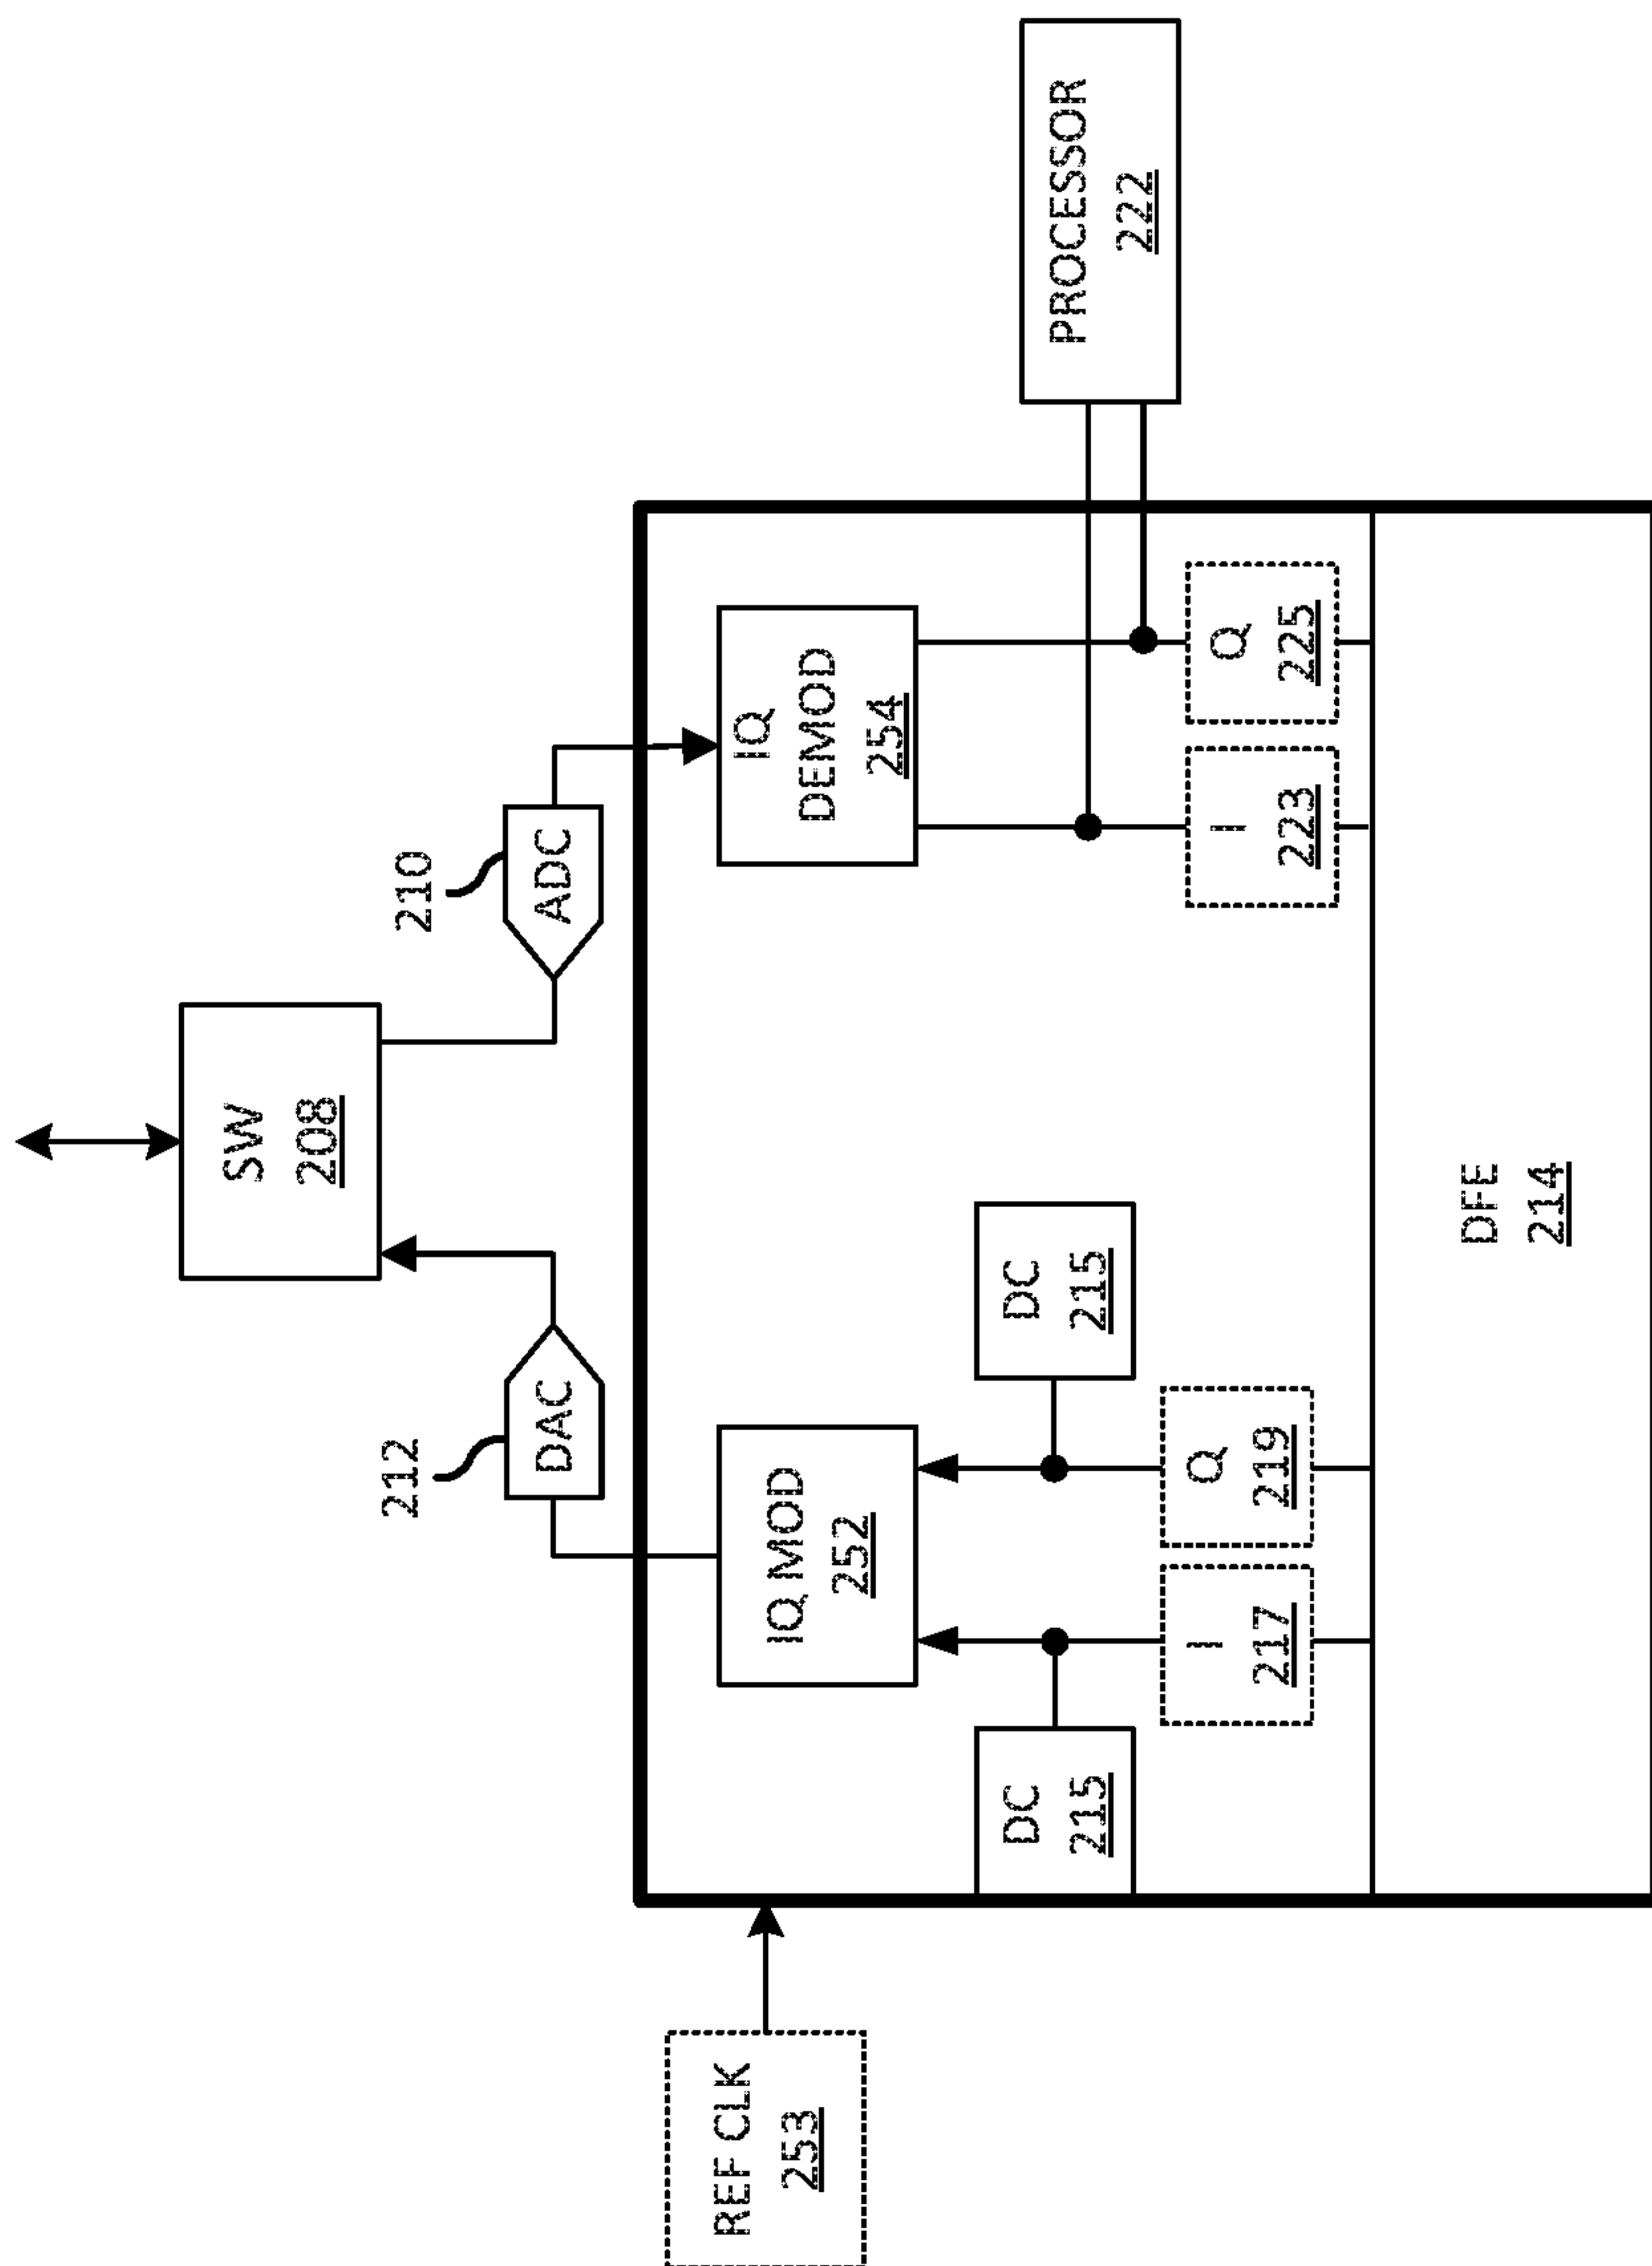 SW
208
212
DAC
210
ADC
REF CLK
253
IQ MOD
252
IQ
DEMOD
254
DC
215
DC
215
PROCESSOR
222
I
217
Q
219
I
223
Q
225
DFE
214